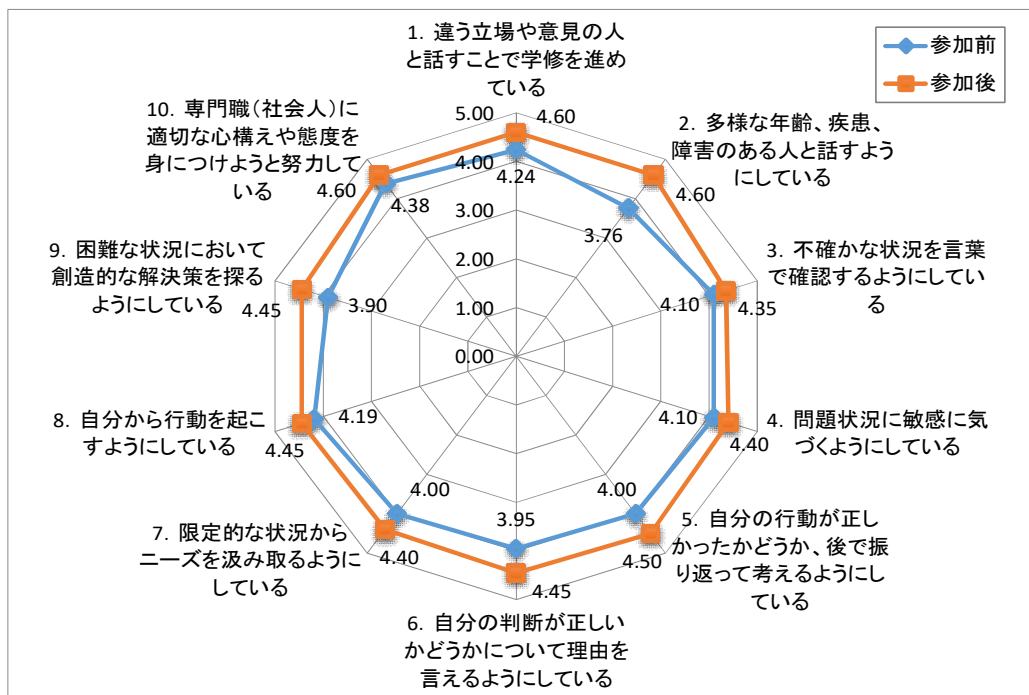 1. 違う立場や意見の人
と話すことで学修を進め
ている
参加前
参加後
10. 専門職(社会人)に
適切な心構えや態度を
身につけようと努力して
いる
2. 多様な年齢、疾患、
障害のある人と話すよう
にしている
5.00
4.60
4.00
4.24
4.60
4.38
4.60
3.00
3.76
9. 困難な状況において
創造的な解決策を探る
ようにしている
3. 不確かな状況を言葉
で確認するようにしてい
る
2.00
4.45
3.90
4.10
4.35
1.00
0.00
8. 自分から行動を起こ
すようにしている
4. 問題状況に敏感に気
づくようにしている
4.19
4.45
4.10
4.40
7. 限定的な状況から
ニーズを汲み取るように
している
5. 自分の行動が正し
かったかどうか、後で振
り返って考えるようにし
ている
4.00
4.40
4.00
4.50
3.95
4.45
6. 自分の判断が正しい
かどうかについて理由を
言えるようにしている